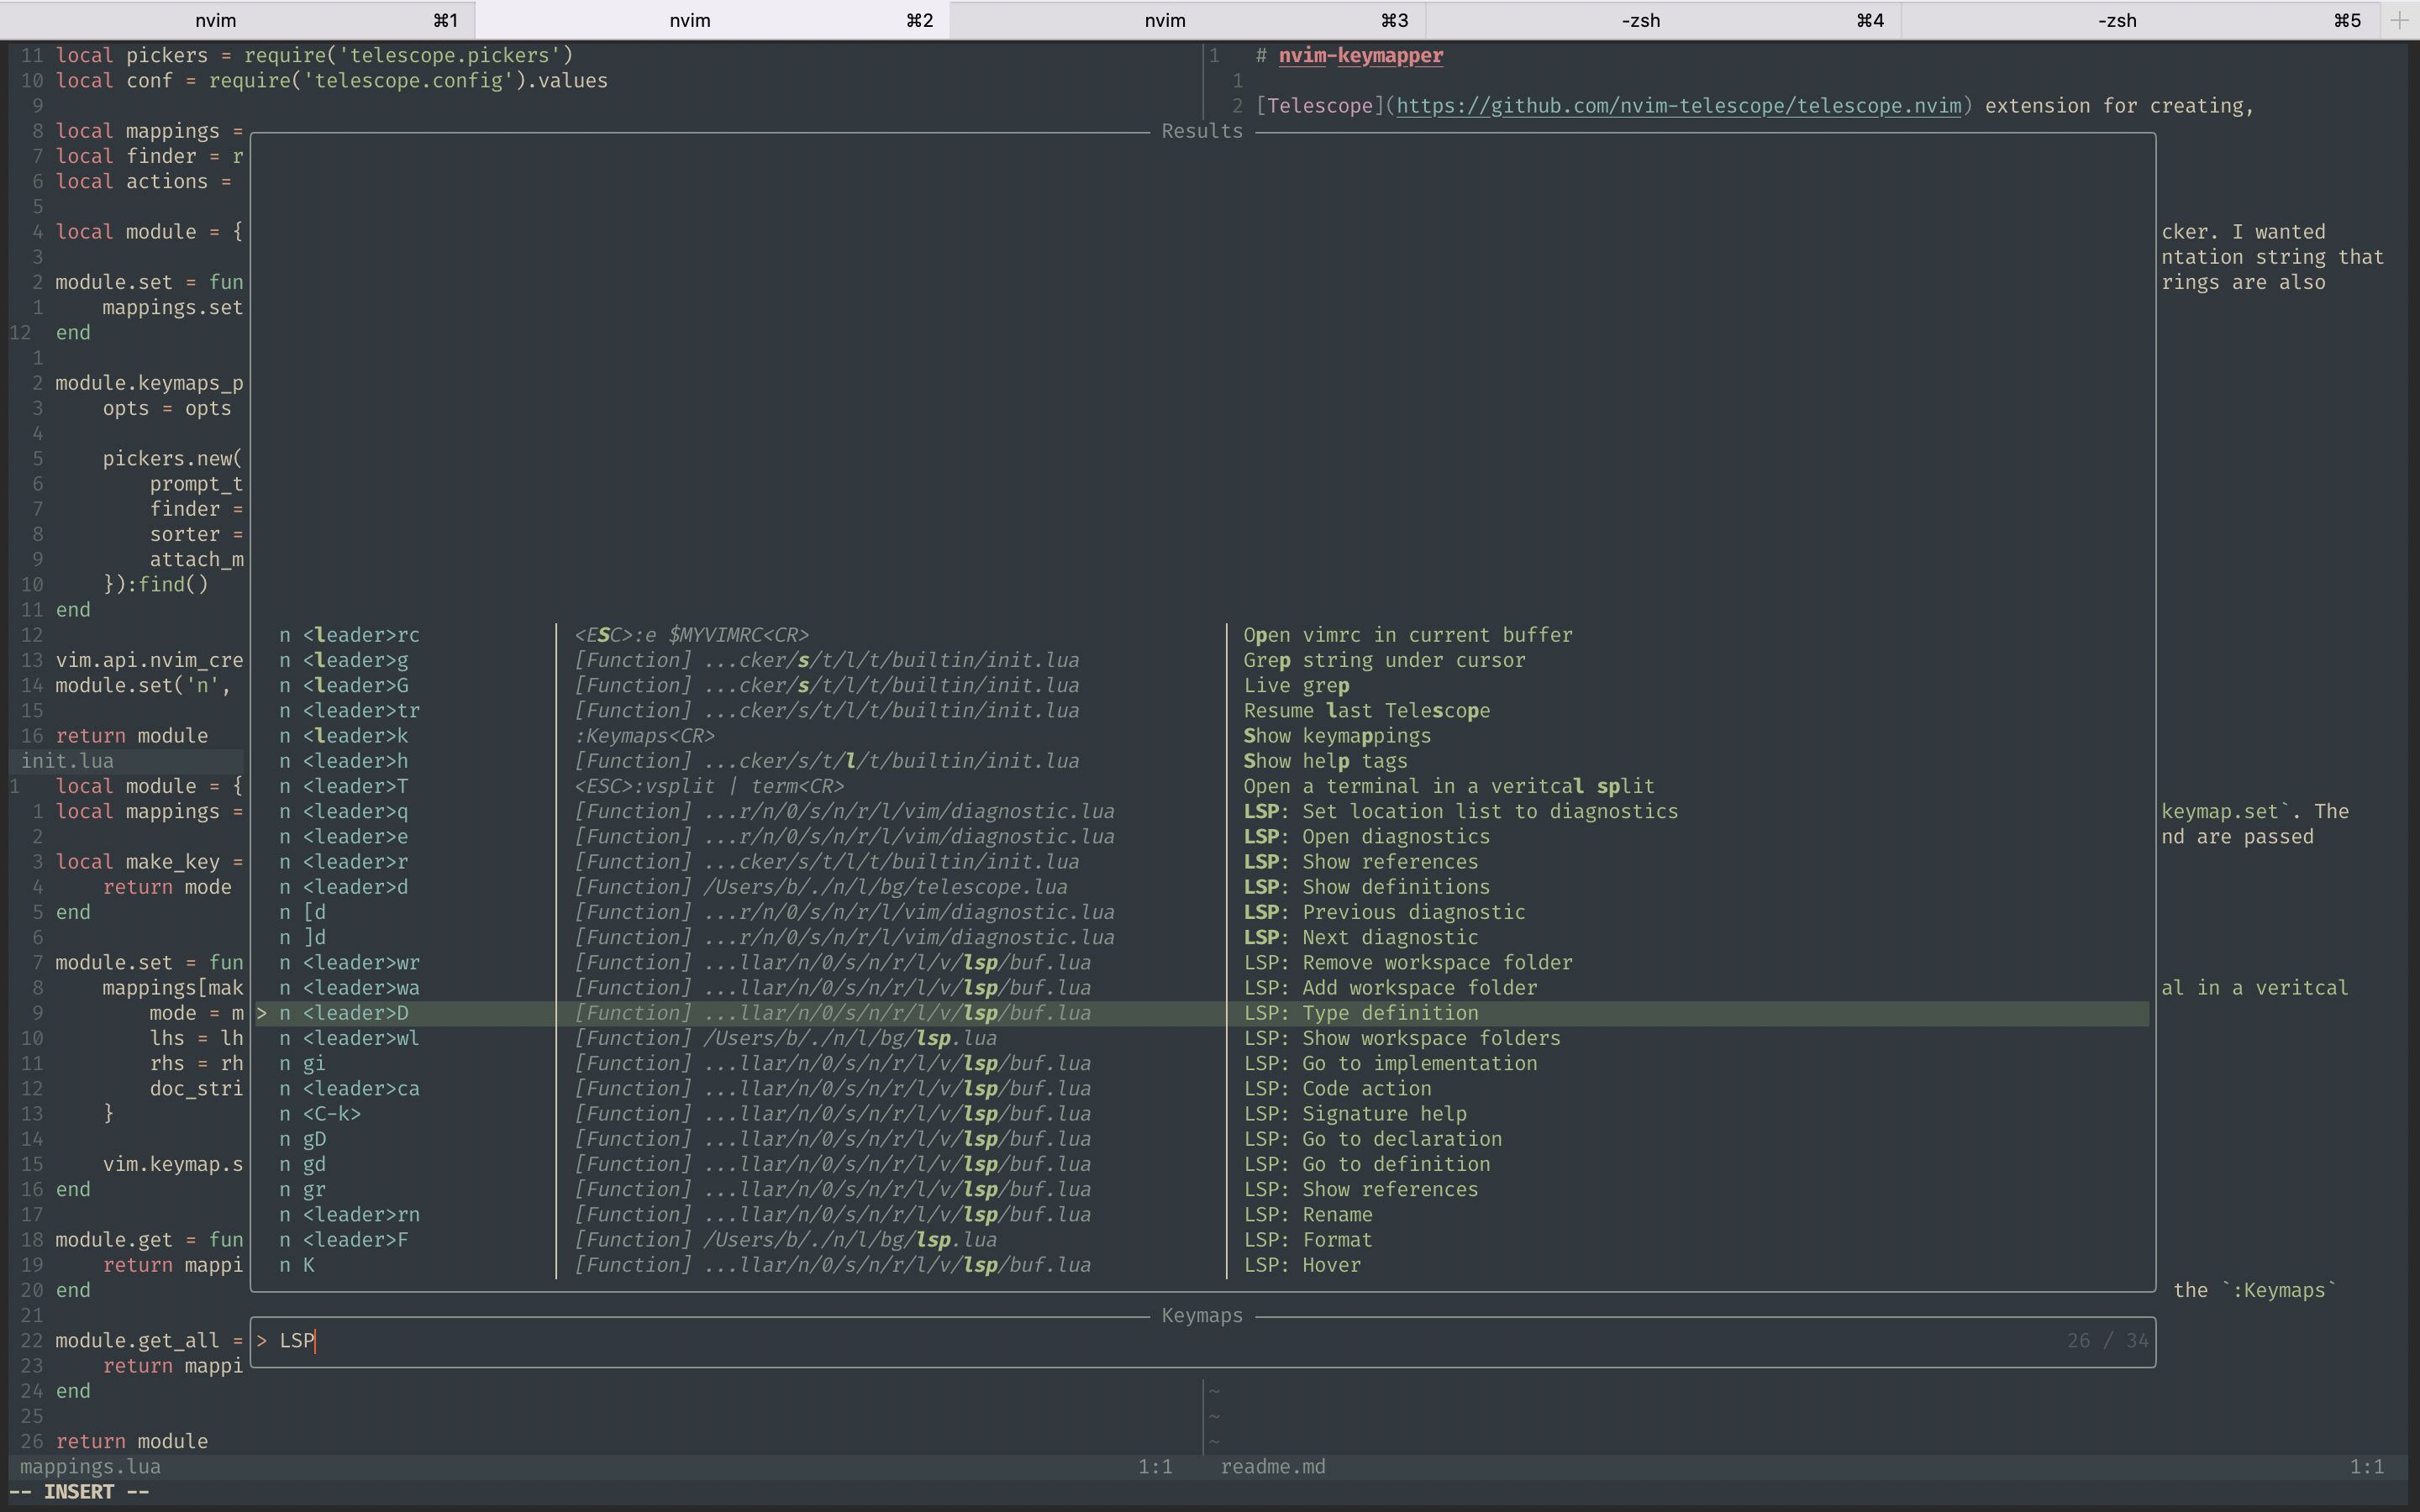 nvim ⌘1 nvim ⌘2 nvim ⌘3 -zsh ⌘4 -zsh ⌘5
11 local pickers = require('telescope.pickers')
10 local conf = require('telescope.config').values
9
8 local mappings =
7 local finder = r
6 local actions =
5
4 local module = {
3
2 module.set = fun
1 mappings.set
12 end
1
2 module.keymaps_p
3 opts = opts
4
5 pickers.new(
6 prompt_t
7 finder =
8 sorter =
9 attach_m
10 }):find()
11 end
12
13 vim.api.nvim_cre
14 module.set('n',
15
16 return module
init.lua
1 local module = {
1 local mappings =
2
3 local make_key =
4 return mode
5 end
6
7 module.set = fun
8 mappings[mak
9 mode = m
10 lhs = lh
11 rhs = rh
12 doc_stri
13 }
14
15 vim.keymap.s
16 end
17
18 module.get = fun
19 return mappi
20 end
21
22 module.get_all =
23 return mappi
24 end
25
26 return module
mappings.lua 1:1
-- INSERT --
1 # nvim-keymapper
1
2 [Telescope](https://github.com/nvim-telescope/telescope.nvim) extension for creating,
cker. I wanted
ntation string that
rings are also
keymap.set`. The
nd are passed
al in a veritcal
the `:Keymaps`
~
~
~
readme.md 1:1
Results
n <leader>rc <ESC>:e $MYVIMRC<CR> Open vimrc in current buffer
n <leader>g [Function] ...cker/s/t/l/t/builtin/init.lua Grep string under cursor
n <leader>G [Function] ...cker/s/t/l/t/builtin/init.lua Live grep
n <leader>tr [Function] ...cker/s/t/l/t/builtin/init.lua Resume last Telescope
n <leader>k :Keymaps<CR> Show keymappings
n <leader>h [Function] ...cker/s/t/l/t/builtin/init.lua Show help tags
n <leader>T <ESC>:vsplit | term<CR> Open a terminal in a veritcal split
n <leader>q [Function] ...r/n/0/s/n/r/l/vim/diagnostic.lua LSP: Set location list to diagnostics
n <leader>e [Function] ...r/n/0/s/n/r/l/vim/diagnostic.lua LSP: Open diagnostics
n <leader>r [Function] ...cker/s/t/l/t/builtin/init.lua LSP: Show references
n <leader>d [Function] /Users/b/./n/l/bg/telescope.lua LSP: Show definitions
n [d [Function] ...r/n/0/s/n/r/l/vim/diagnostic.lua LSP: Previous diagnostic
n ]d [Function] ...r/n/0/s/n/r/l/vim/diagnostic.lua LSP: Next diagnostic
n <leader>wr [Function] ...llar/n/0/s/n/r/l/v/lsp/buf.lua LSP: Remove workspace folder
n <leader>wa [Function] ...llar/n/0/s/n/r/l/v/lsp/buf.lua LSP: Add workspace folder
> n <leader>D [Function] ...llar/n/0/s/n/r/l/v/lsp/buf.lua LSP: Type definition
n <leader>wl [Function] /Users/b/./n/l/bg/lsp.lua LSP: Show workspace folders
n gi [Function] ...llar/n/0/s/n/r/l/v/lsp/buf.lua LSP: Go to implementation
n <leader>ca [Function] ...llar/n/0/s/n/r/l/v/lsp/buf.lua LSP: Code action
n <C-k> [Function] ...llar/n/0/s/n/r/l/v/lsp/buf.lua LSP: Signature help
n gD [Function] ...llar/n/0/s/n/r/l/v/lsp/buf.lua LSP: Go to declaration
n gd [Function] ...llar/n/0/s/n/r/l/v/lsp/buf.lua LSP: Go to definition
n gr [Function] ...llar/n/0/s/n/r/l/v/lsp/buf.lua LSP: Show references
n <leader>rn [Function] ...llar/n/0/s/n/r/l/v/lsp/buf.lua LSP: Rename
n <leader>F [Function] /Users/b/./n/l/bg/lsp.lua LSP: Format
n K [Function] ...llar/n/0/s/n/r/l/v/lsp/buf.lua LSP: Hover
Keymaps
> LSP 26 / 34